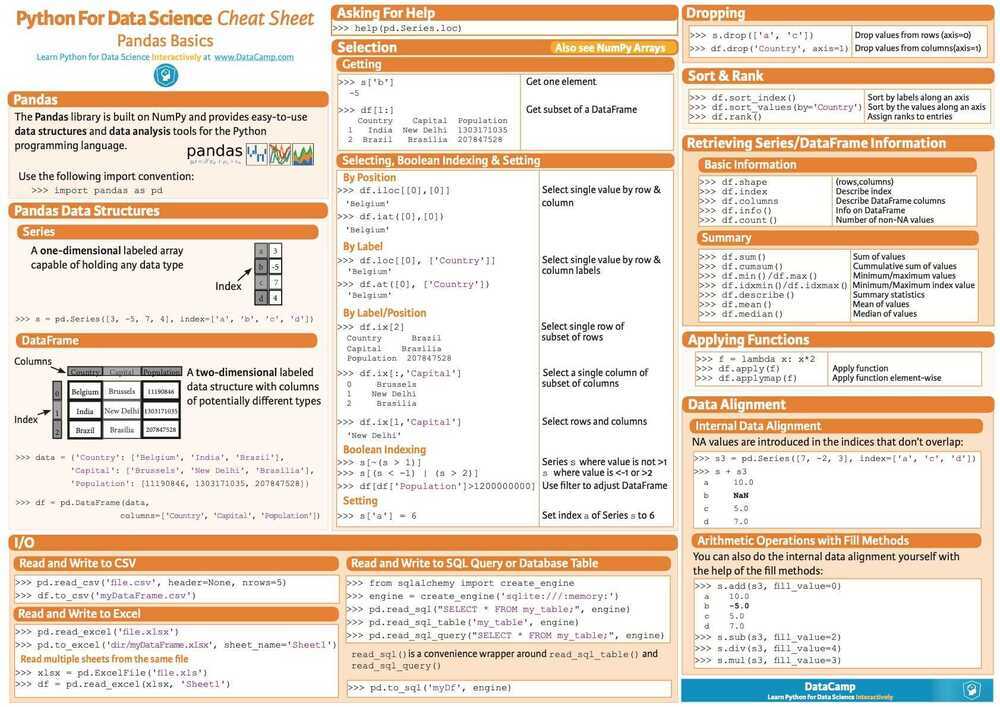 Python For Data Science Cheat Sheet
Pandas Basics
Learn Python for Data Science Interactively at www.DataCamp.com
Pandas
The Pandas library is built on NumPy and provides easy-to-use
data structures and data analysis tools for the Python
programming language.
pandas
Use the following import convention:
>>> import pandas as pd
Pandas Data Structures
Series
A one-dimensional labeled array
capable of holding any data type
Index
a 3
b -5
c 7
d 4
>>> s = pd.Series([3, -5, 7, 4], index=['a', 'b', 'c', 'd'])
DataFrame
Columns
Country Capital Population
0 Belgium Brussels 11190846
1 India New Delhi 1303171035
2 Brazil Brasília 207847528
Index
A two-dimensional labeled
data structure with columns
of potentially different types
>>> data = {'Country': ['Belgium', 'India', 'Brazil'],
'Capital': ['Brussels', 'New Delhi', 'Brasília'],
'Population': [11190846, 1303171035, 207847528]}
>>> df = pd.DataFrame(data,
columns=['Country', 'Capital', 'Population'])
Asking For Help
>>> help(pd.Series.loc)
Selection
Also see NumPy Arrays
Getting
>>> s['b']
-5
Get one element
>>> df[1:]
Country Capital Population
1 India New Delhi 1303171035
2 Brazil Brasília 207847528
Get subset of a DataFrame
Selecting, Boolean Indexing & Setting
By Position
>>> df.iloc[[0],[0]]
'Belgium'
>>> df.iat([0],[0])
'Belgium'
Select single value by row &
column
By Label
>>> df.loc[[0], ['Country']]
'Belgium'
>>> df.at([0], ['Country'])
'Belgium'
Select single value by row &
column labels
By Label/Position
>>> df.ix[2]
Country Brazil
Capital Brasília
Population 207847528
Select single row of
subset of rows
>>> df.ix[:,'Capital']
0 Brussels
1 New Delhi
2 Brasília
Select a single column of
subset of columns
>>> df.ix[1,'Capital']
'New Delhi'
Select rows and columns
Boolean Indexing
>>> s[~(s > 1)]
Series s where value is not >1
>>> s[(s < -1) | (s > 2)]
s where value is <-1 or >2
>>> df[df['Population']>1200000000]
Use filter to adjust DataFrame
Setting
>>> s['a'] = 6
Set index a of Series s to 6
I/O
Read and Write to CSV
>>> pd.read_csv('file.csv', header=None, nrows=5)
>>> df.to_csv('myDataFrame.csv')
Read and Write to Excel
>>> pd.read_excel('file.xlsx')
>>> pd.to_excel('dir/myDataFrame.xlsx', sheet_name='Sheet1')
Read multiple sheets from the same file
>>> xlsx = pd.ExcelFile('file.xls')
>>> df = pd.read_excel(xlsx, 'Sheet1')
Read and Write to SQL Query or Database Table
>>> from sqlalchemy import create_engine
>>> engine = create_engine('sqlite:///:memory:')
>>> pd.read_sql("SELECT * FROM my_table;", engine)
>>> pd.read_sql_table('my_table', engine)
>>> pd.read_sql_query("SELECT * FROM my_table;", engine)
read_sql()is a convenience wrapper around read_sql_table() and
read_sql_query()
>>> pd.to_sql('myDf', engine)
Dropping
>>> s.drop(['a', 'c'])
Drop values from rows (axis=0)
>>> df.drop('Country', axis=1)
Drop values from columns(axis=1)
Sort & Rank
>>> df.sort_index()
Sort by labels along an axis
>>> df.sort_values(by='Country')
Sort by the values along an axis
>>> df.rank()
Assign ranks to entries
Retrieving Series/DataFrame Information
Basic Information
>>> df.shape
(rows,columns)
>>> df.index
Describe index
>>> df.columns
Describe DataFrame columns
>>> df.info()
Info on DataFrame
>>> df.count()
Number of non-NA values
Summary
>>> df.sum()
Sum of values
>>> df.cumsum()
Cummulative sum of values
>>> df.min()/df.max()
Minimum/maximum values
>>> df.idxmin()/df.idxmax()
Minimum/Maximum index value
>>> df.describe()
Summary statistics
>>> df.mean()
Mean of values
>>> df.median()
Median of values
Applying Functions
>>> f = lambda x: x*2
>>> df.apply(f)
Apply function
>>> df.applymap(f)
Apply function element-wise
Data Alignment
Internal Data Alignment
NA values are introduced in the indices that don't overlap:
>>> s3 = pd.Series([7, -2, 3], index=['a', 'c', 'd'])
>>> s + s3
a 10.0
b NaN
c 5.0
d 7.0
Arithmetic Operations with Fill Methods
You can also do the internal data alignment yourself with
the help of the fill methods:
>>> s.add(s3, fill_value=0)
a 10.0
b -5.0
c 5.0
d 7.0
>>> s.sub(s3, fill_value=2)
>>> s.div(s3, fill_value=4)
>>> s.mul(s3, fill_value=3)
DataCamp
Learn Python for Data Science Interactively